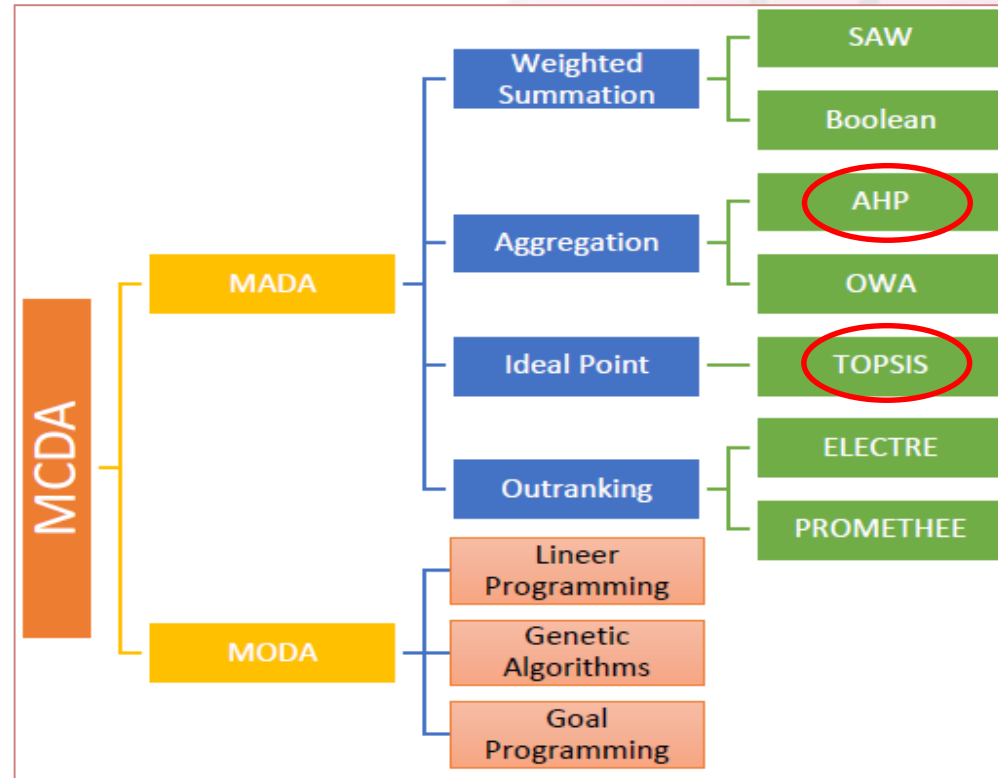 MCDA
MADA
Weighted
Summation
SAW
Boolean
Aggregation
AHP
OWA
Ideal Point
TOPSIS
Outranking
ELECTRE
PROMETHEE
MODA
Lineer
Programming
Genetic
Algorithms
Goal
Programming